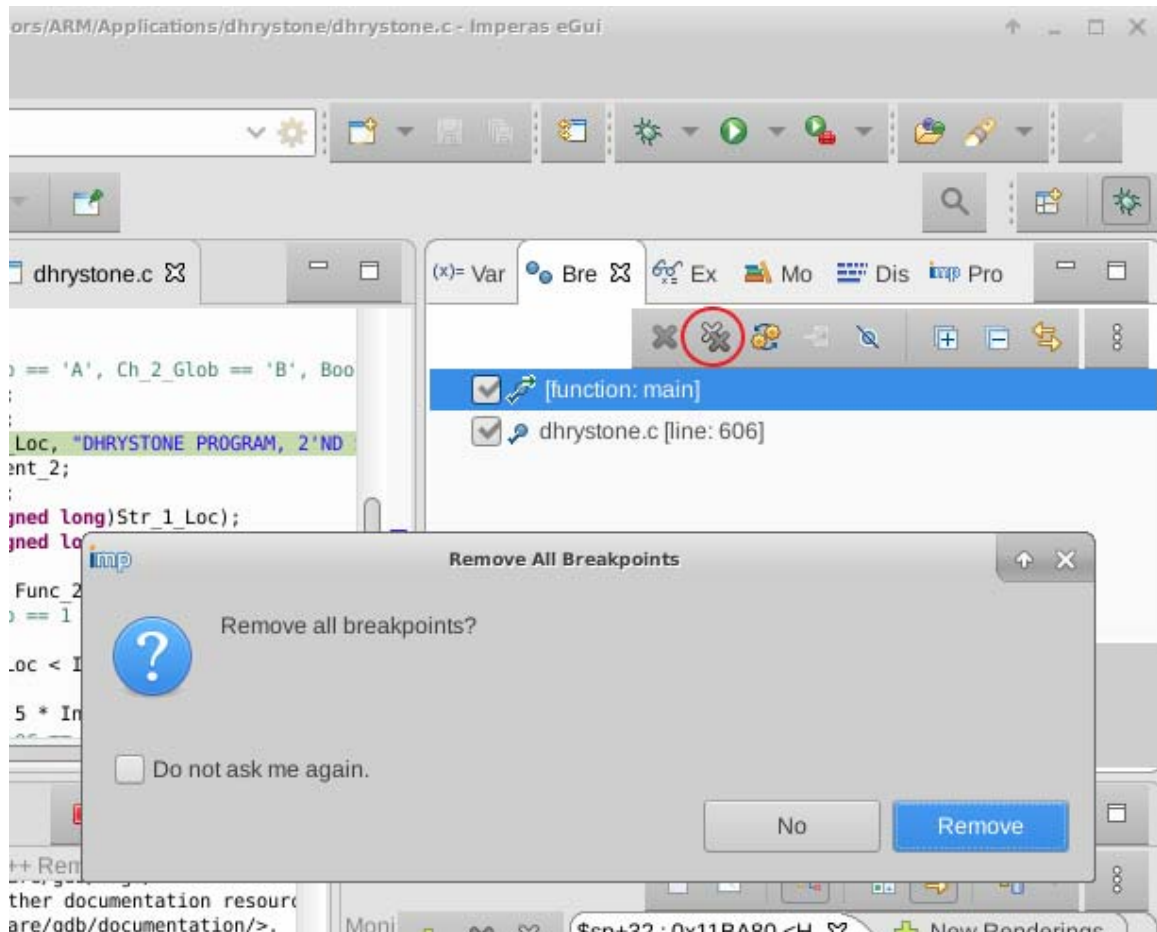 ors/ARM/Applications/dhrystone/dhrystone.c - Imperas eGui
dhrystone.c
(x)= Var
Bre
Ex
Mo
Dis
imp Pro
== 'A', Ch_2_Glob == 'B', Boo
;
_Loc, "DHRYSTONE PROGRAM, 2'ND
ent_2;
;
gned long)Str_1_Loc);
gned lo
Func_2
== 1
Loc < I
5 * In
[function: main]
dhrystone.c [line: 606]
imp
Remove All Breakpoints
Remove all breakpoints?
Do not ask me again.
No
Remove
++ Rem
ther documentation resourc
are/gdb/documentation/>.
Moni
<H
New Renderings